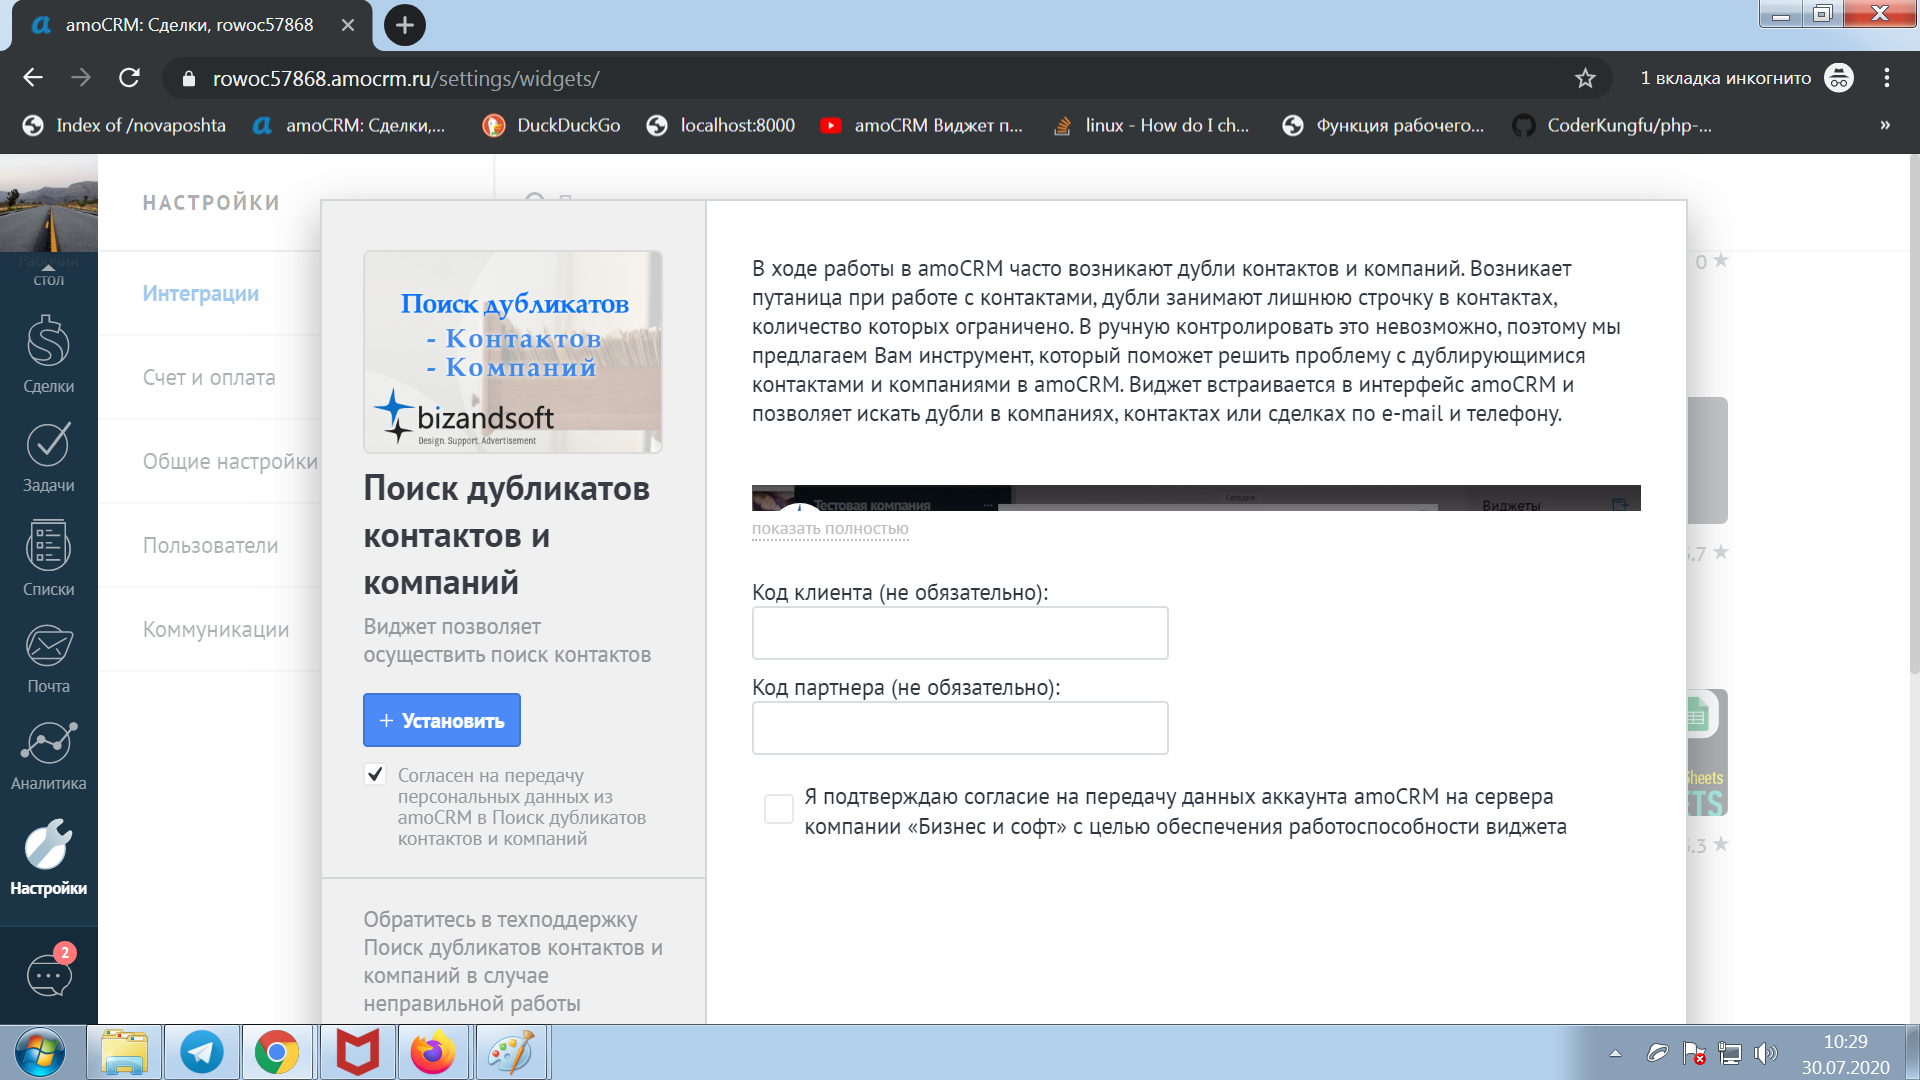 amoCRM: Сделки, rowoc57868
rowoc57868.amocrm.ru/settings/widgets/
1 вкладка инкогнито
Index of /novaposhta
amoCRM: Сделки,...
DuckDuckGo
localhost:8000
amoCRM Виджет п...
linux - How do I ch...
Функция рабочего...
CoderKungfu/php-...
»
Рабочий
стол
Сделки
Задачи
Списки
Почта
Аналитика
Настройки
2
НАСТРОЙКИ
Интеграции
Счет и оплата
Общие настройки
Пользователи
Коммуникации
Поиск дубликатов
- Контактов
- Компаний
bizandsoft
Design. Support. Advertisement
Поиск дубликатов
контактов и
компаний
Виджет позволяет
осуществить поиск контактов
+ Установить
Согласен на передачу
персональных данных из
amoCRM в Поиск дубликатов
контактов и компаний
Обратитесь в техподдержку
Поиск дубликатов контактов и
компаний в случае
неправильной работы
В ходе работы в amoCRM часто возникают дубли контактов и компаний. Возникает
путаница при работе с контактами, дубли занимают лишнюю строчку в контактах,
количество которых ограничено. В ручную контролировать это невозможно, поэтому мы
предлагаем Вам инструмент, который поможет решить проблему с дублирующимися
контактами и компаниями в amoCRM. Виджет встраивается в интерфейс amoCRM и
позволяет искать дубли в компаниях, контактах или сделках по e-mail и телефону.
Тестовая компания
Сегодня
Виджеты
показать полностью
Код клиента (не обязательно):
Код партнера (не обязательно):
Я подтверждаю согласие на передачу данных аккаунта amoCRM на сервера
компании «Бизнес и софт» с целью обеспечения работоспособности виджета
0
.7
Sheets
ETS
.3
10:29
30.07.2020